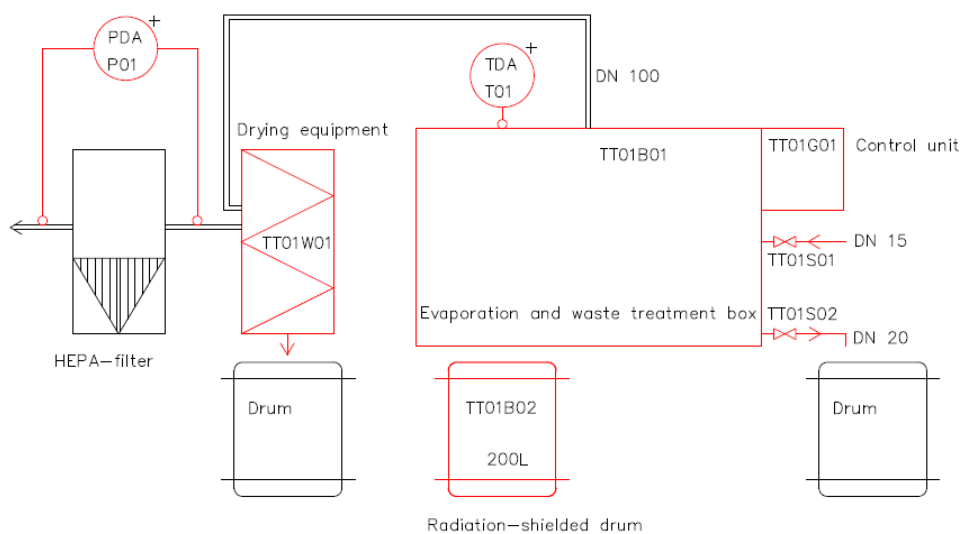 PDA
P01
+
TDA
T01
+
DN 100
Drying equipment
TT01B01
TT01G01
Control unit
TT01W01
DN 15
TT01S01
Evaporation and waste treatment box
TT01S02
DN 20
HEPA-filter
Drum
TT01B02
200L
Drum
Radiation-shielded drum